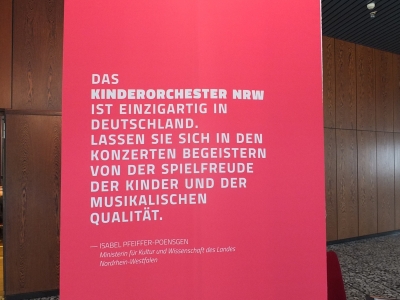 DAS
KINDERORCHESTER NRW
IST EINZIGARTIG IN
DEUTSCHLAND.
LASSEN SIE SICH IN DEN
KONZERTEN BEGEISTERN
VON DER SPIELFREUDE
DER KINDER UND DER
MUSIKALISCHEN
QUALITÄT.
— ISABEL PFEIFFER-POENSGEN
Ministerin für Kultur und Wissenschaft des Landes
Nordrhein-Westfalen